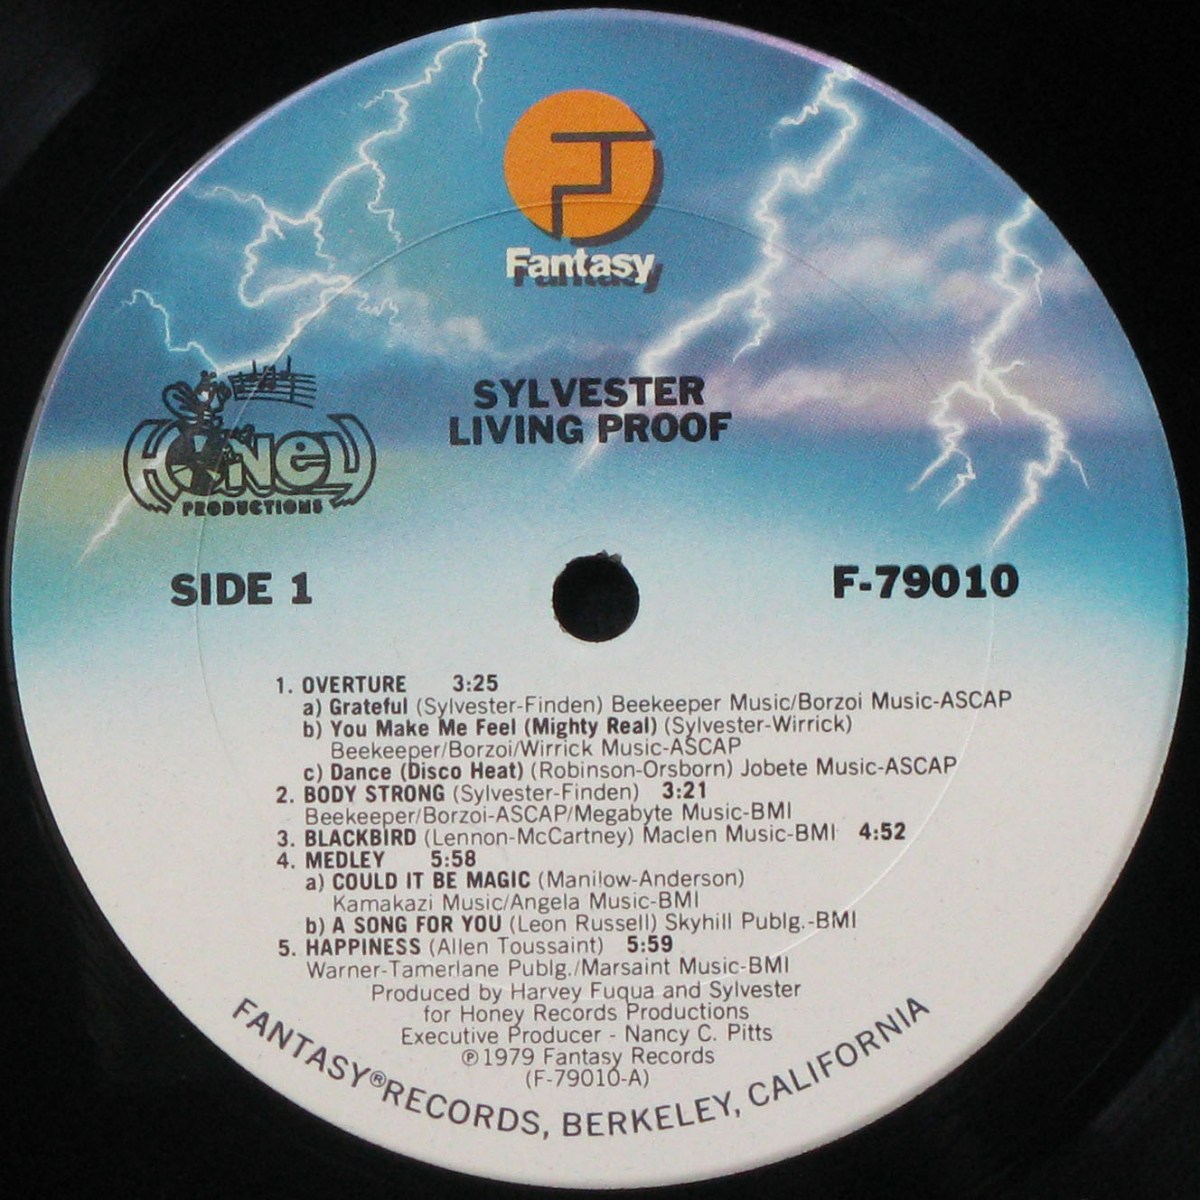 Fantasy
SYLVESTER
LIVING PROOF
HONEY
PRODUCTIONS
SIDE 1
F-79010
1. OVERTURE 3:25
a) Grateful (Sylvester-Finden) Beekeeper Music/Borzoi Music-ASCAP
b) You Make Me Feel (Mighty Real) (Sylvester-Wirrick)
Beekeeper/Borzoi/Wirrick Music-ASCAP
c) Dance (Disco Heat) (Robinson-Orsborn) Jobete Music-ASCAP
2. BODY STRONG (Sylvester-Finden) 3:21
Beekeeper/Borzoi-ASCAP/Megabyte Music-BMI
3. BLACKBIRD (Lennon-McCartney) Maclen Music-BMI 4:52
4. MEDLEY 5:58
a) COULD IT BE MAGIC (Manilow-Anderson)
Kamakazi Music/Angela Music-BMI
b) A SONG FOR YOU (Leon Russell) Skyhill Publg.-BMI
5. HAPPINESS (Allen Toussaint) 5:59
Warner-Tamerlane Publg./Marsaint Music-BMI
Produced by Harvey Fuqua and Sylvester
for Honey Records Productions
Executive Producer - Nancy C. Pitts
℗1979 Fantasy Records
(F-79010-A)
FANTASY® RECORDS, BERKELEY, CALIFORNIA